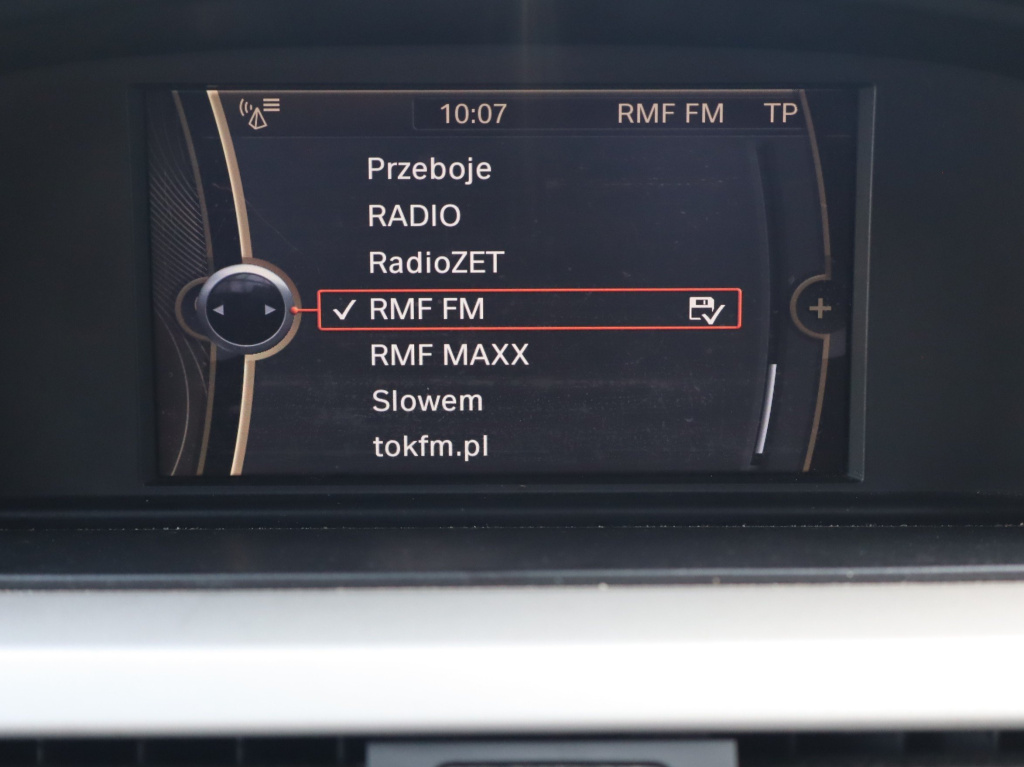 10:07 RMF FM TP
Przeboje
RADIO
RadioZET
RMF FM
RMF MAXX
Slowem
tokfm.pl